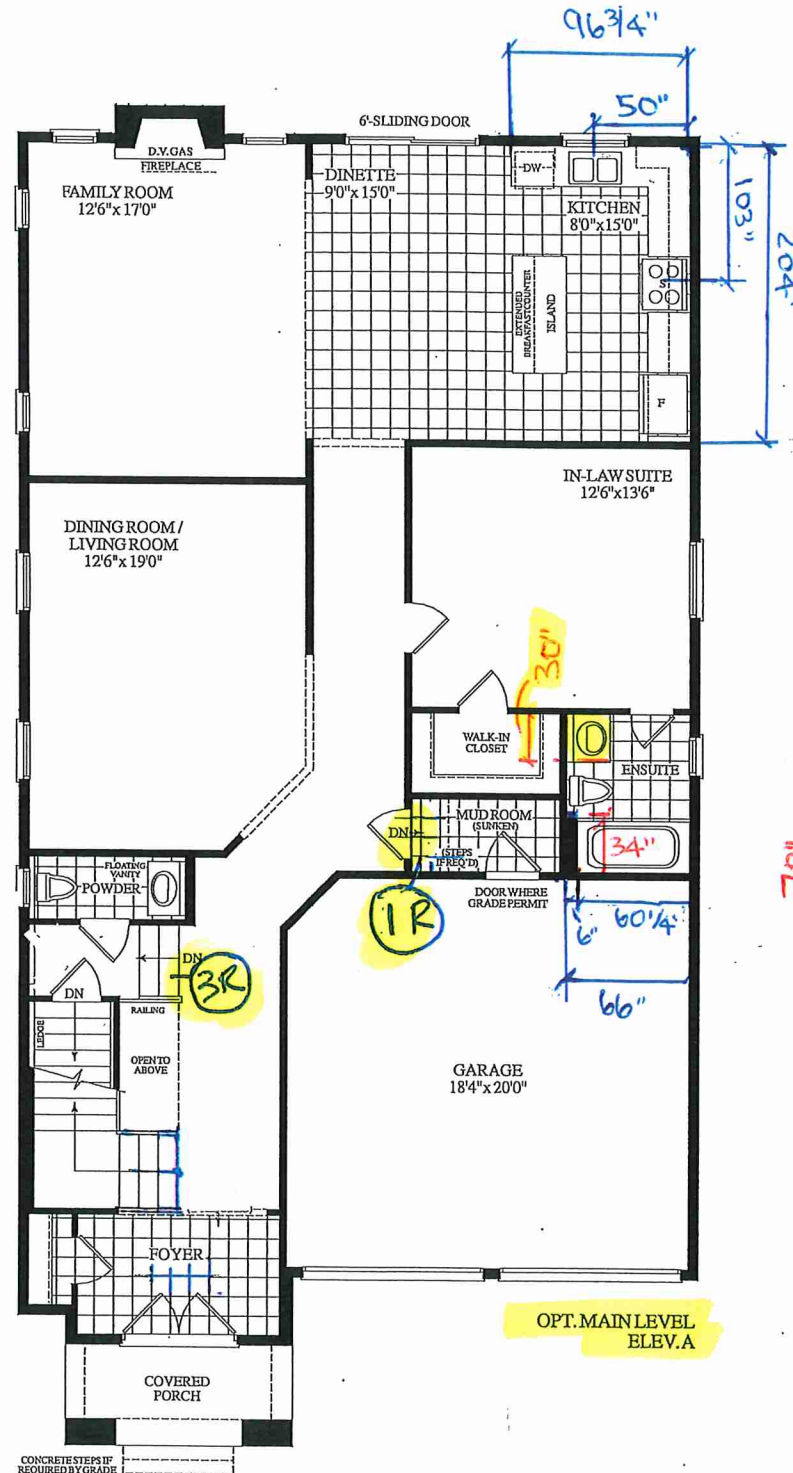 96 3/4"
50"
6'-SLIDING DOOR
D.V. GAS
FIREPLACE
DINETTE
9'0"x 15'0"
DW
FAMILY ROOM
12'6"x 17'0"
KITCHEN
8'0"x15'0"
103"
204"
S
EXTENDED
BREAKFAST COUNTER
ISLAND
F
IN-LAW SUITE
12'6"x13'6"
DINING ROOM /
LIVING ROOM
12'6"x 19'0"
30"
WALK-IN
CLOSET
ENSUITE
MUD ROOM
(SUNKEN)
DN
(STEPS
IF REQ'D)
34"
70"
FLOATING
VANITY
POWDER
DOOR WHERE
GRADE PERMIT
1R
6"
60 1/4"
66"
DN
3R
DN
RAILING
LEDGE
OPEN TO
ABOVE
GARAGE
18'4"x 20'0"
FOYER
OPT. MAIN LEVEL
ELEV. A
COVERED
PORCH
CONCRETE STEPS IF
REQUIRED BY GRADE